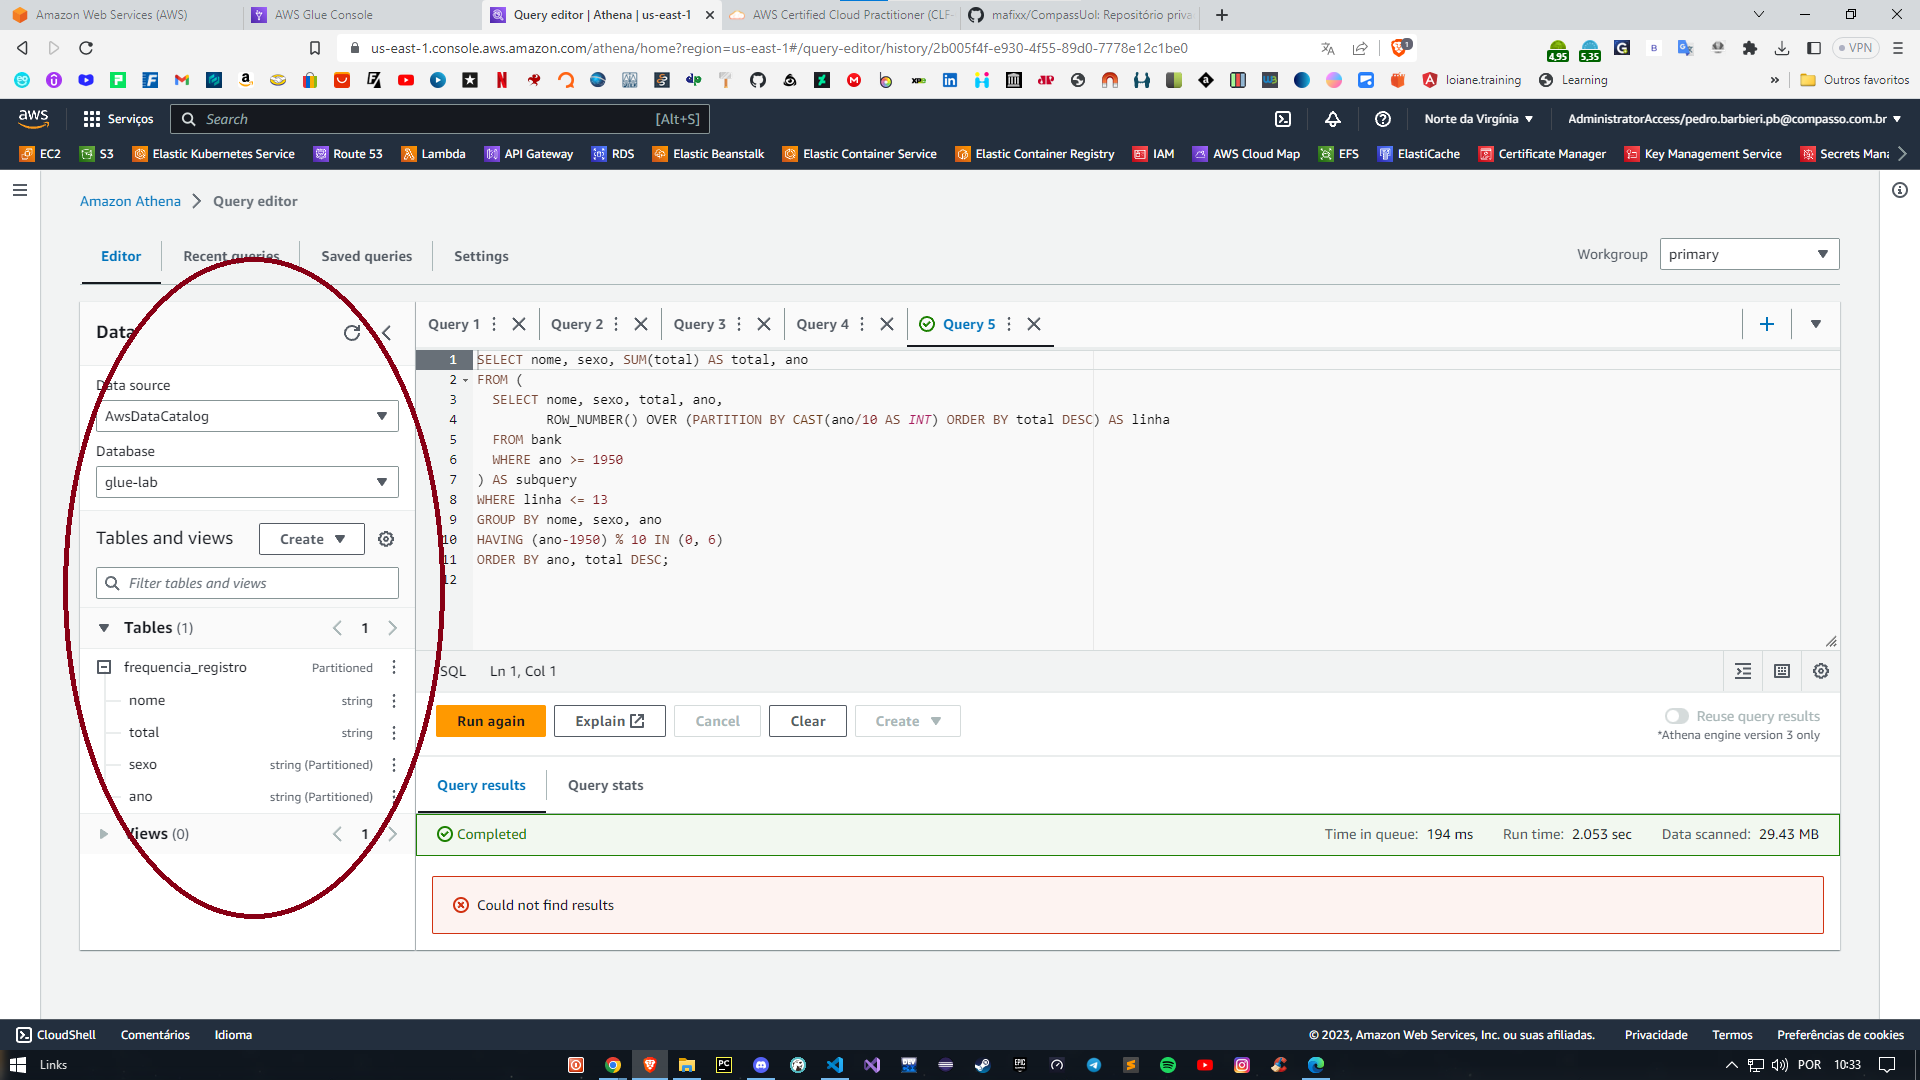 Amazon Web Services (AWS)
AWS Glue Console
Query editor | Athena | us-east-1
AWS Certified Cloud Practitioner (CLF-
mafixx/CompassUol: Repositório priva
us-east-1.console.aws.amazon.com/athena/home?region=us-east-1#/query-editor/history/2b005f4f-e930-4f55-89d0-7778e12c1be0
1
4,95
5,35
VPN
loiane.training
Learning
»
Outros favoritos
aws
Serviços
Search
[Alt+S]
Norte da Virgínia
AdministratorAccess/pedro.barbieri.pb@compasso.com.br
EC2
S3
Elastic Kubernetes Service
Route 53
Lambda
API Gateway
RDS
Elastic Beanstalk
Elastic Container Service
Elastic Container Registry
IAM
AWS Cloud Map
EFS
ElastiCache
Certificate Manager
Key Management Service
Secrets Mana
Amazon Athena
Query editor
Editor
Recent queries
Saved queries
Settings
Workgroup
primary
Data
Data source
AwsDataCatalog
Database
glue-lab
Tables and views
Create
Filter tables and views
Tables (1)
1
frequencia_registro
Partitioned
nome
string
total
string
sexo
string (Partitioned)
ano
string (Partitioned)
Views (0)
1
Query 1
Query 2
Query 3
Query 4
Query 5
1 SELECT nome, sexo, SUM(total) AS total, ano
2 FROM (
3 SELECT nome, sexo, total, ano,
4 ROW_NUMBER() OVER (PARTITION BY CAST(ano/10 AS INT) ORDER BY total DESC) AS linha
5 FROM bank
6 WHERE ano >= 1950
7 ) AS subquery
8 WHERE linha <= 13
9 GROUP BY nome, sexo, ano
10 HAVING (ano-1950) % 10 IN (0, 6)
11 ORDER BY ano, total DESC;
12
SQL
Ln 1, Col 1
Run again
Explain
Cancel
Clear
Create
Reuse query results
*Athena engine version 3 only
Query results
Query stats
Completed
Time in queue: 194 ms
Run time: 2.053 sec
Data scanned: 29.43 MB
Could not find results
CloudShell
Comentários
Idioma
© 2023, Amazon Web Services, Inc. ou suas afiliadas.
Privacidade
Termos
Preferências de cookies
Links
POR
10:33